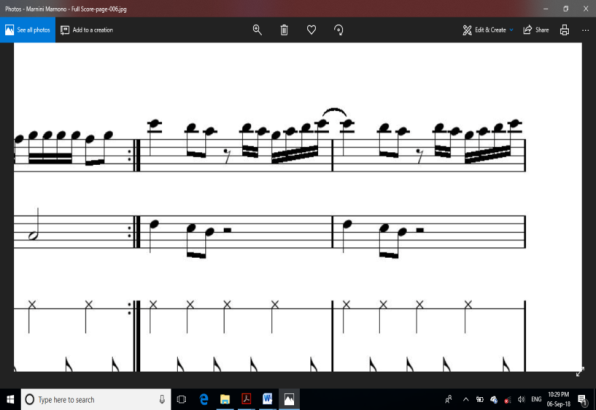 Photos - Marnini Mamono - Full Score-page-006.jpg
See all photos
Add to a creation
Edit & Create
Share
Type here to search
ENG
10:29 PM
06-Sep-18